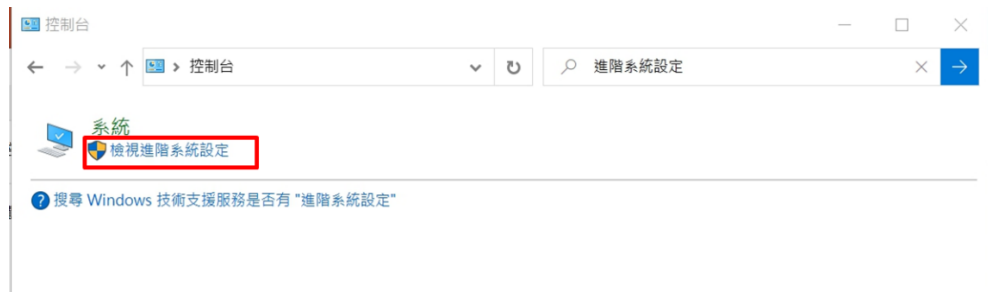 控制台
控制台
進階系統設定
系統
檢視進階系統設定
搜尋 Windows 技術支援服務是否有 "進階系統設定"